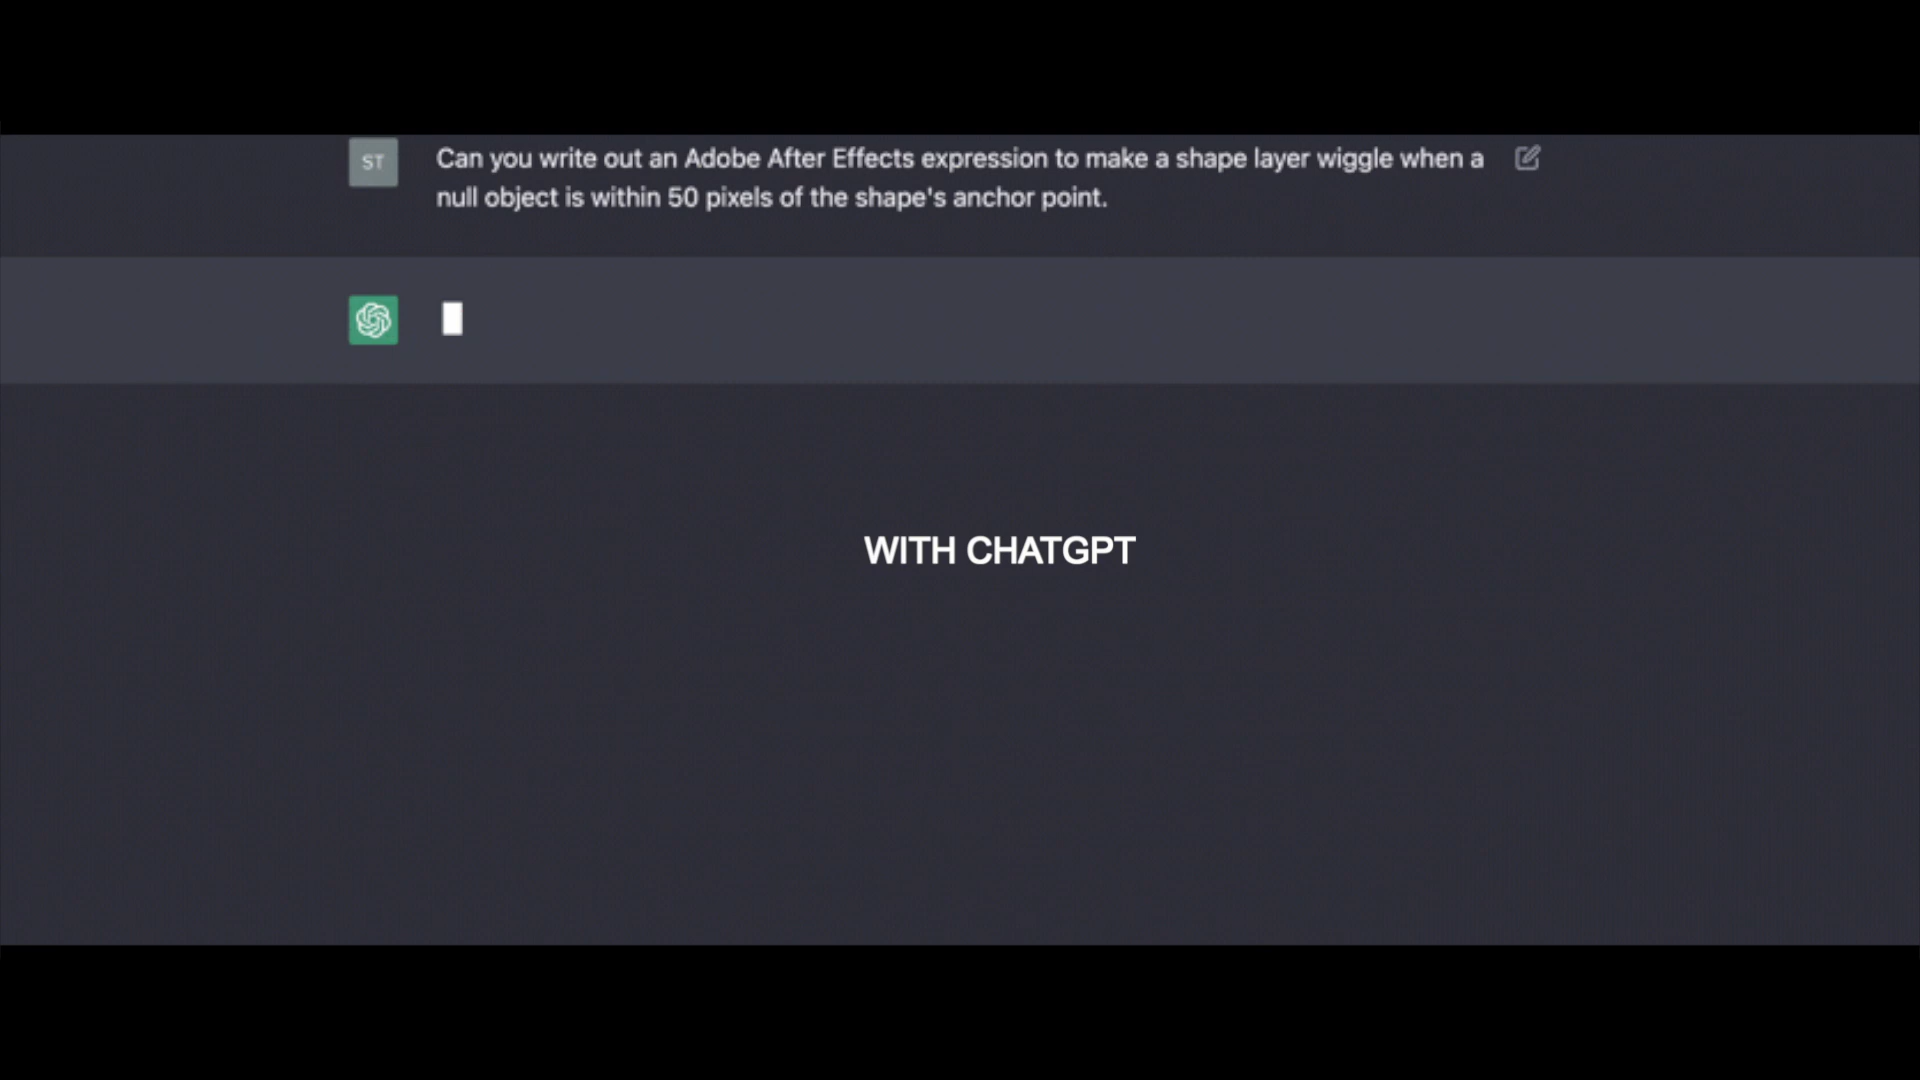 ST
Can you write out an Adobe After Effects expression to make a shape layer wiggle when a
null object is within 50 pixels of the shape's anchor point.
WITH CHATGPT